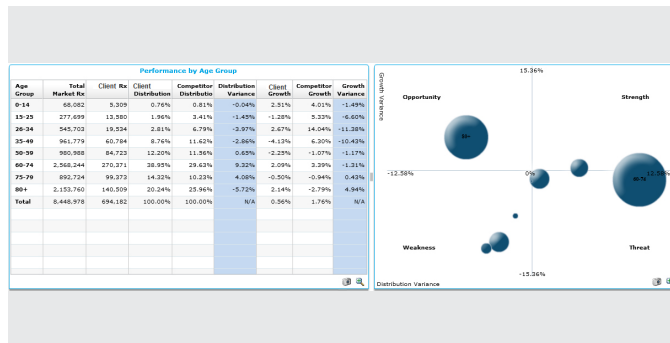 Performance by Age Group
Age Group Total Market Rx Client Rx Client Distribution Competitor Distributio Distribution Variance Client Growth Competitor Growth Growth Variance
0-14 68,082 5,309 0.76% 0.81% -0.04% 2.51% 4.01% -1.49%
15-25 277,699 13,580 1.96% 3.41% -1.45% -1.28% 5.33% -6.60%
26-34 545,703 19,534 2.81% 6.79% -3.97% 2.67% 14.04% -11.38%
35-49 961,779 60,784 8.76% 11.62% -2.86% -4.13% 6.30% -10.43%
50-59 980,988 84,723 12.20% 11.56% 0.65% -2.25% -1.07% -1.17%
60-74 2,568,244 270,371 38.95% 29.63% 9.32% 2.09% 3.39% -1.31%
75-79 892,724 99,373 14.32% 10.23% 4.08% -0.50% -0.94% 0.43%
80+ 2,153,760 140,509 20.24% 25.96% -5.72% 2.14% -2.79% 4.94%
Total 8,448,978 694,182 100.00% 100.00% N/A 0.56% 1.76% N/A
15.36%
Growth Variance
Opportunity Strength
80+
-12.58% 0% 12.58%
60-74
Weakness Threat
-15.36%
Distribution Variance